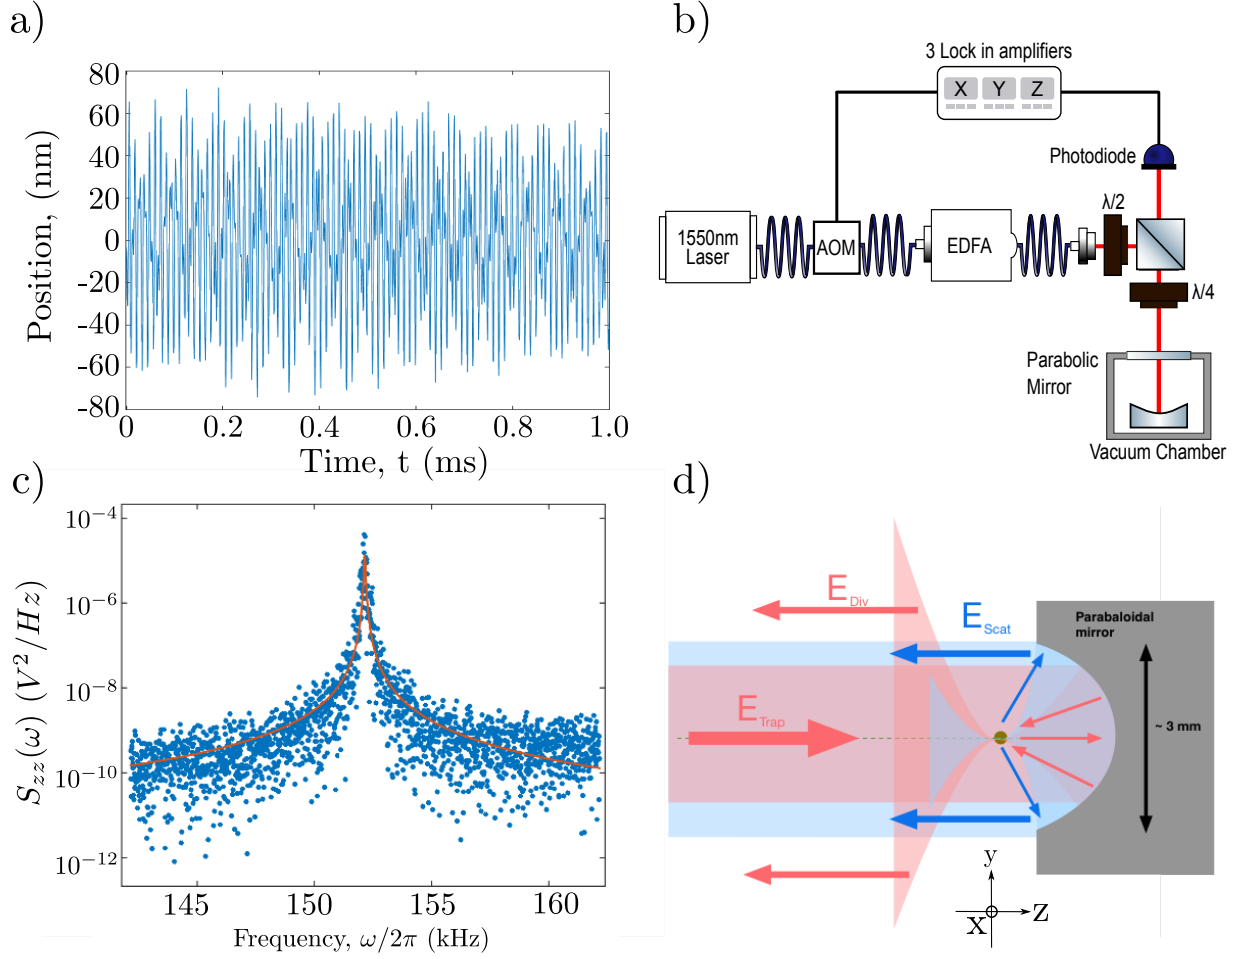 a)
80
60
40
20
0
-20
-40
-60
-80
Position, (nm)
0 0.2 0.4 0.6 0.8 1.0
Time, t (ms)
b)
3 Lock in amplifiers
X Y Z
Photodiode
λ/2
1550nm
Laser
AOM
EDFA
λ/4
Parabolic
Mirror
Vacuum Chamber
c)
10⁻⁴
10⁻⁶
10⁻⁸
10⁻¹⁰
10⁻¹²
S_zz(ω) (V²/Hz)
145 150 155 160
Frequency, ω/2π (kHz)
d)
E_Div
E_Scat
E_Trap
Parabaloidal
mirror
~ 3 mm
y
X
Z